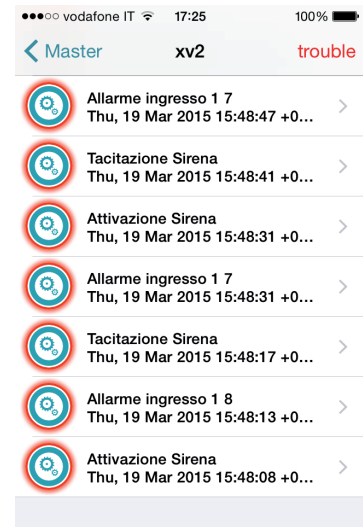 vodafone IT 17:25 100%
Master xv2 trouble
Allarme ingresso 1 7
Thu, 19 Mar 2015 15:48:47 +0...
Tacitazione Sirena
Thu, 19 Mar 2015 15:48:41 +0...
Attivazione Sirena
Thu, 19 Mar 2015 15:48:31 +0...
Allarme ingresso 1 7
Thu, 19 Mar 2015 15:48:31 +0...
Tacitazione Sirena
Thu, 19 Mar 2015 15:48:17 +0...
Allarme ingresso 1 8
Thu, 19 Mar 2015 15:48:13 +0...
Attivazione Sirena
Thu, 19 Mar 2015 15:48:08 +0...